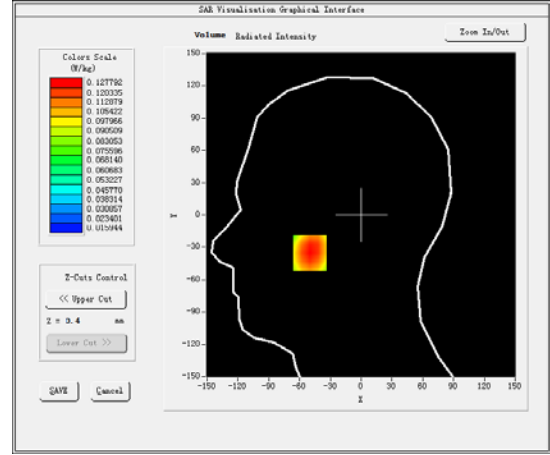 SAR Visualisation Graphical Interface
Volume Radiated Intensity
Zoom In/Out
Colors Scale
(W/kg)
0.127792
0.120335
0.112879
0.105422
0.097966
0.090509
0.083053
0.075596
0.068140
0.060683
0.053227
0.045770
0.038314
0.030857
0.023401
0.015944
Z-Cuts Control
<< Upper Cut
Z = 3.4 mm
Lower Cut >>
SAVE Cancel
150
120
90
60
30
0
-30
-60
-90
-120
-150
Y
-150 -120 -90 -60 -30 0 30 60 90 120 150
X